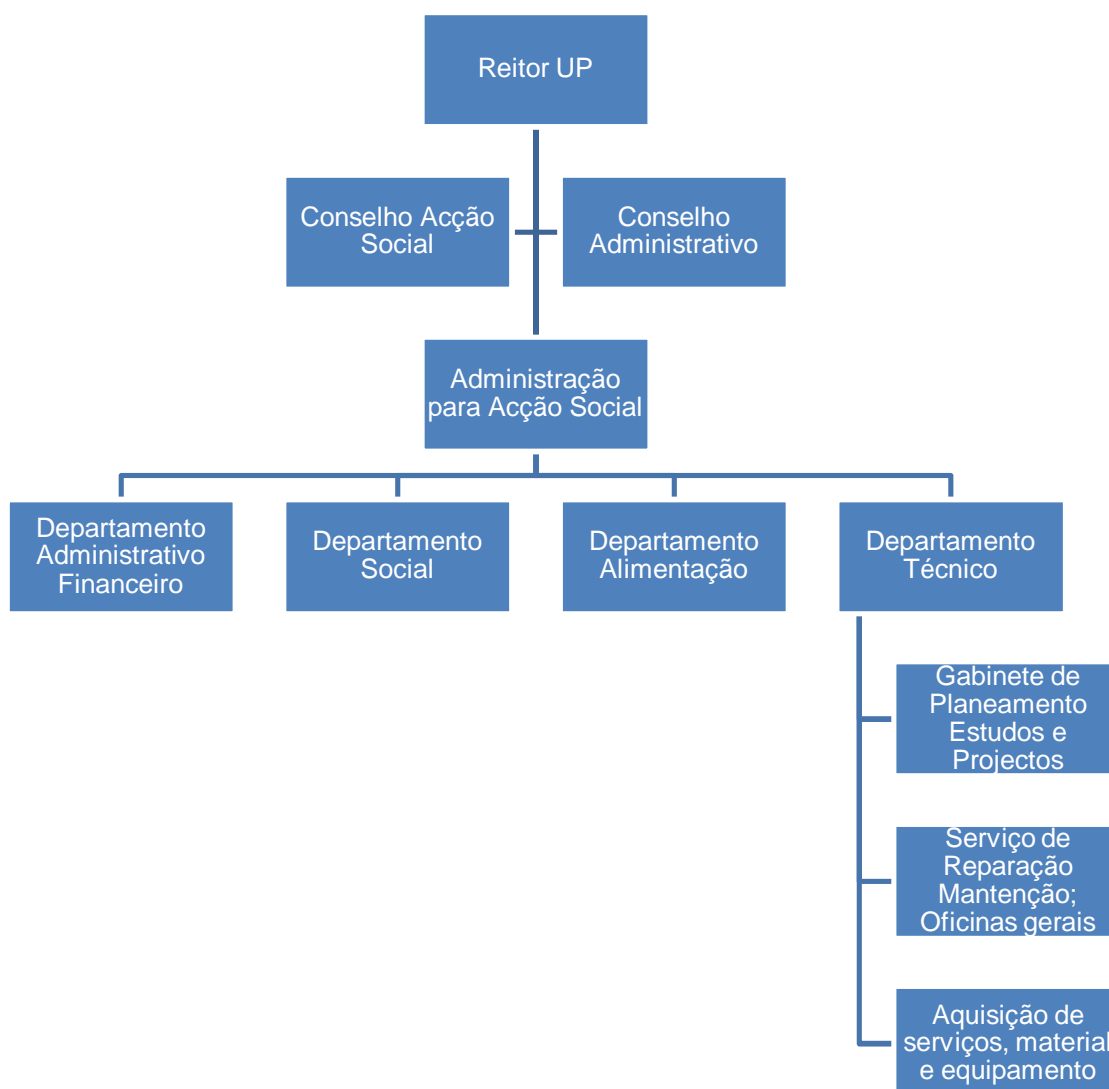 Reitor UP
Conselho Acção
Social
Conselho
Administrativo
Administração
para Acção Social
Departamento
Administrativo
Financeiro
Departamento
Social
Departamento
Alimentação
Departamento
Técnico
Gabinete de
Planeamento
Estudos e
Projectos
Serviço de
Reparação
Mantenção;
Oficinas gerais
Aquisição de
serviços, material
e equipamento